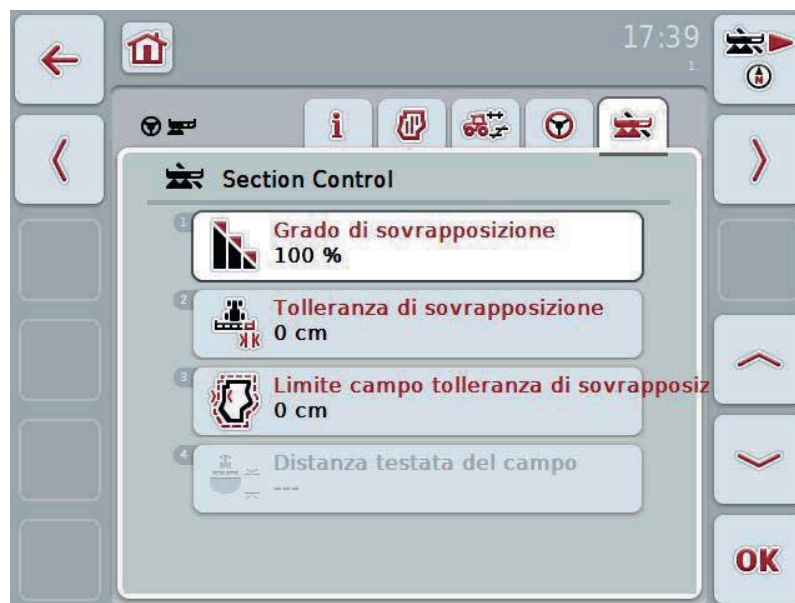 17:39
1.
i
Section Control
1
Grado di sovrapposizione
100 %
2
Tolleranza di sovrapposizione
0 cm
3
Limite campo tolleranza di sovrapposiz
0 cm
4
Distanza testata del campo
---
OK